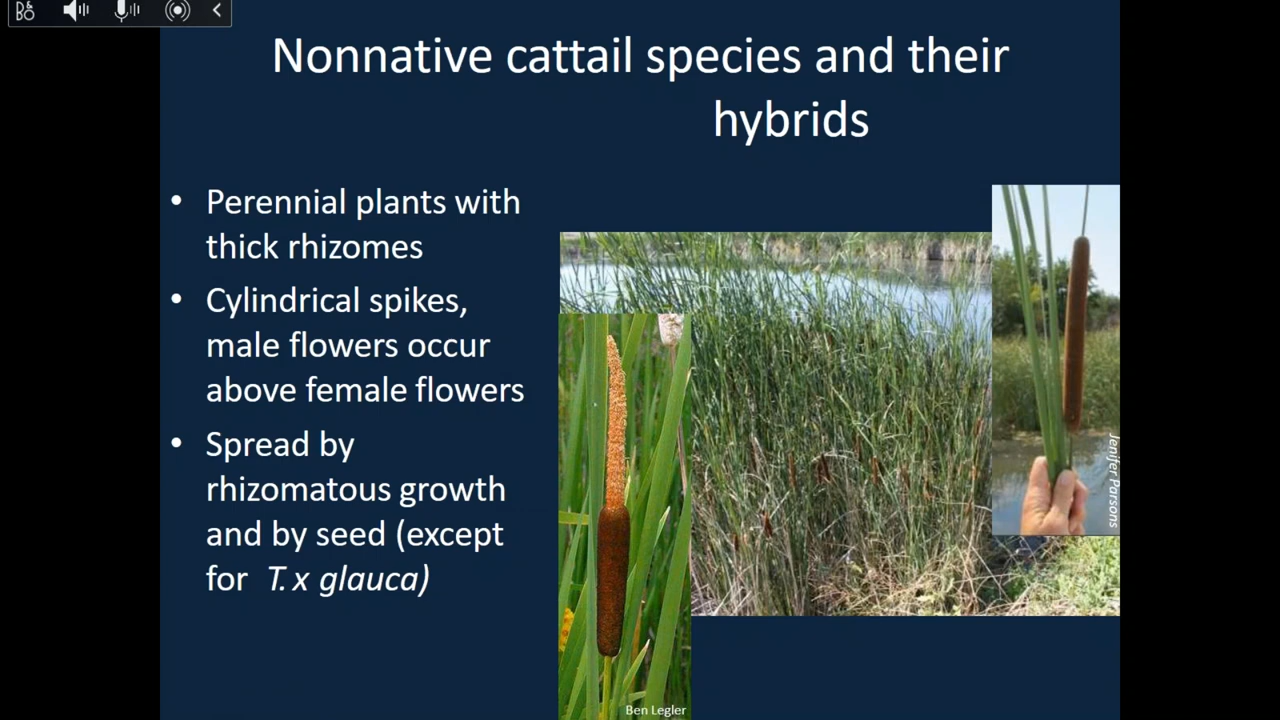 Nonnative cattail species and their
hybrids
• Perennial plants with
thick rhizomes
• Cylindrical spikes,
male flowers occur
above female flowers
• Spread by
rhizomatous growth
and by seed (except
for T. x glauca)
Jenifer Parsons
Ben Legler